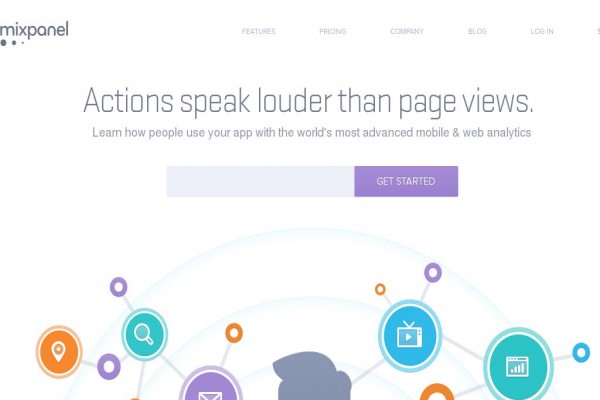 mixpanel
FEATURES PRICING COMPANY BLOG LOG IN
Actions speak louder than page views.
Learn how people use your app with the world's most advanced mobile & web analytics
GET STARTED